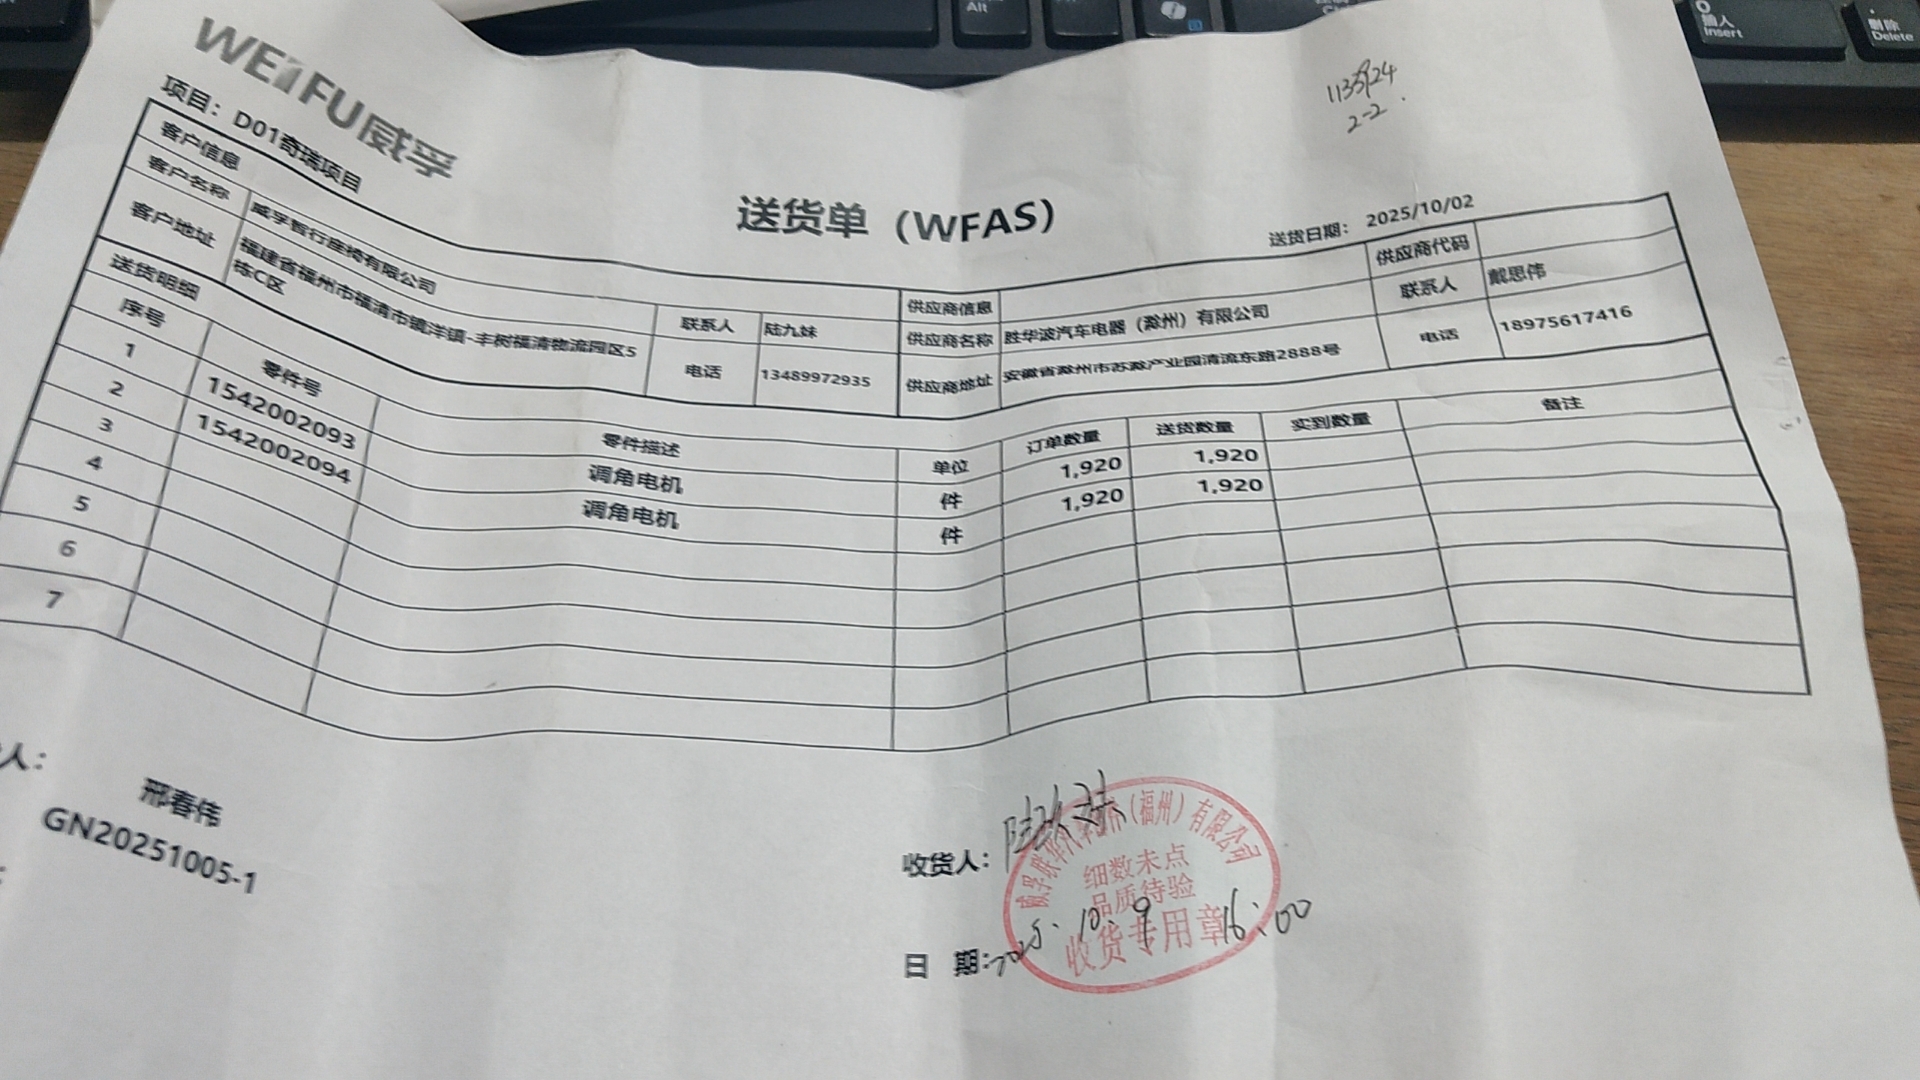 WEIFU威孚
2-2
项目：D01奇瑞项目
送货单（WFAS）
送货日期： 2025/10/02
客户信息 供应商信息 供应商代码
客户名称 威孚智行座椅有限公司 联系人 陆九妹 供应商名称 胜华波汽车电器（滁州）有限公司 联系人 戴思伟
客户地址 福建省福州市福清市镜洋镇-丰树福清物流园区5
栋C区 电话 13489972935 供应商地址 安徽省滁州市苏滁产业园清流东路2888号 电话 18975617416
送货明细
序号 零件号 零件描述 单位 订单数量 送货数量 实到数量 备注
1 1542002093 调角电机 件 1,920 1,920
2 1542002094 调角电机 件 1,920 1,920
3
4
5
6
7
人：
邢春伟
GN20251005-1
收货人：
（福州）有限公司
细数未点
品质待验
收货专用章
日 期： 2025.10.9 16:00
Alt
插入
Insert
删除
Delete